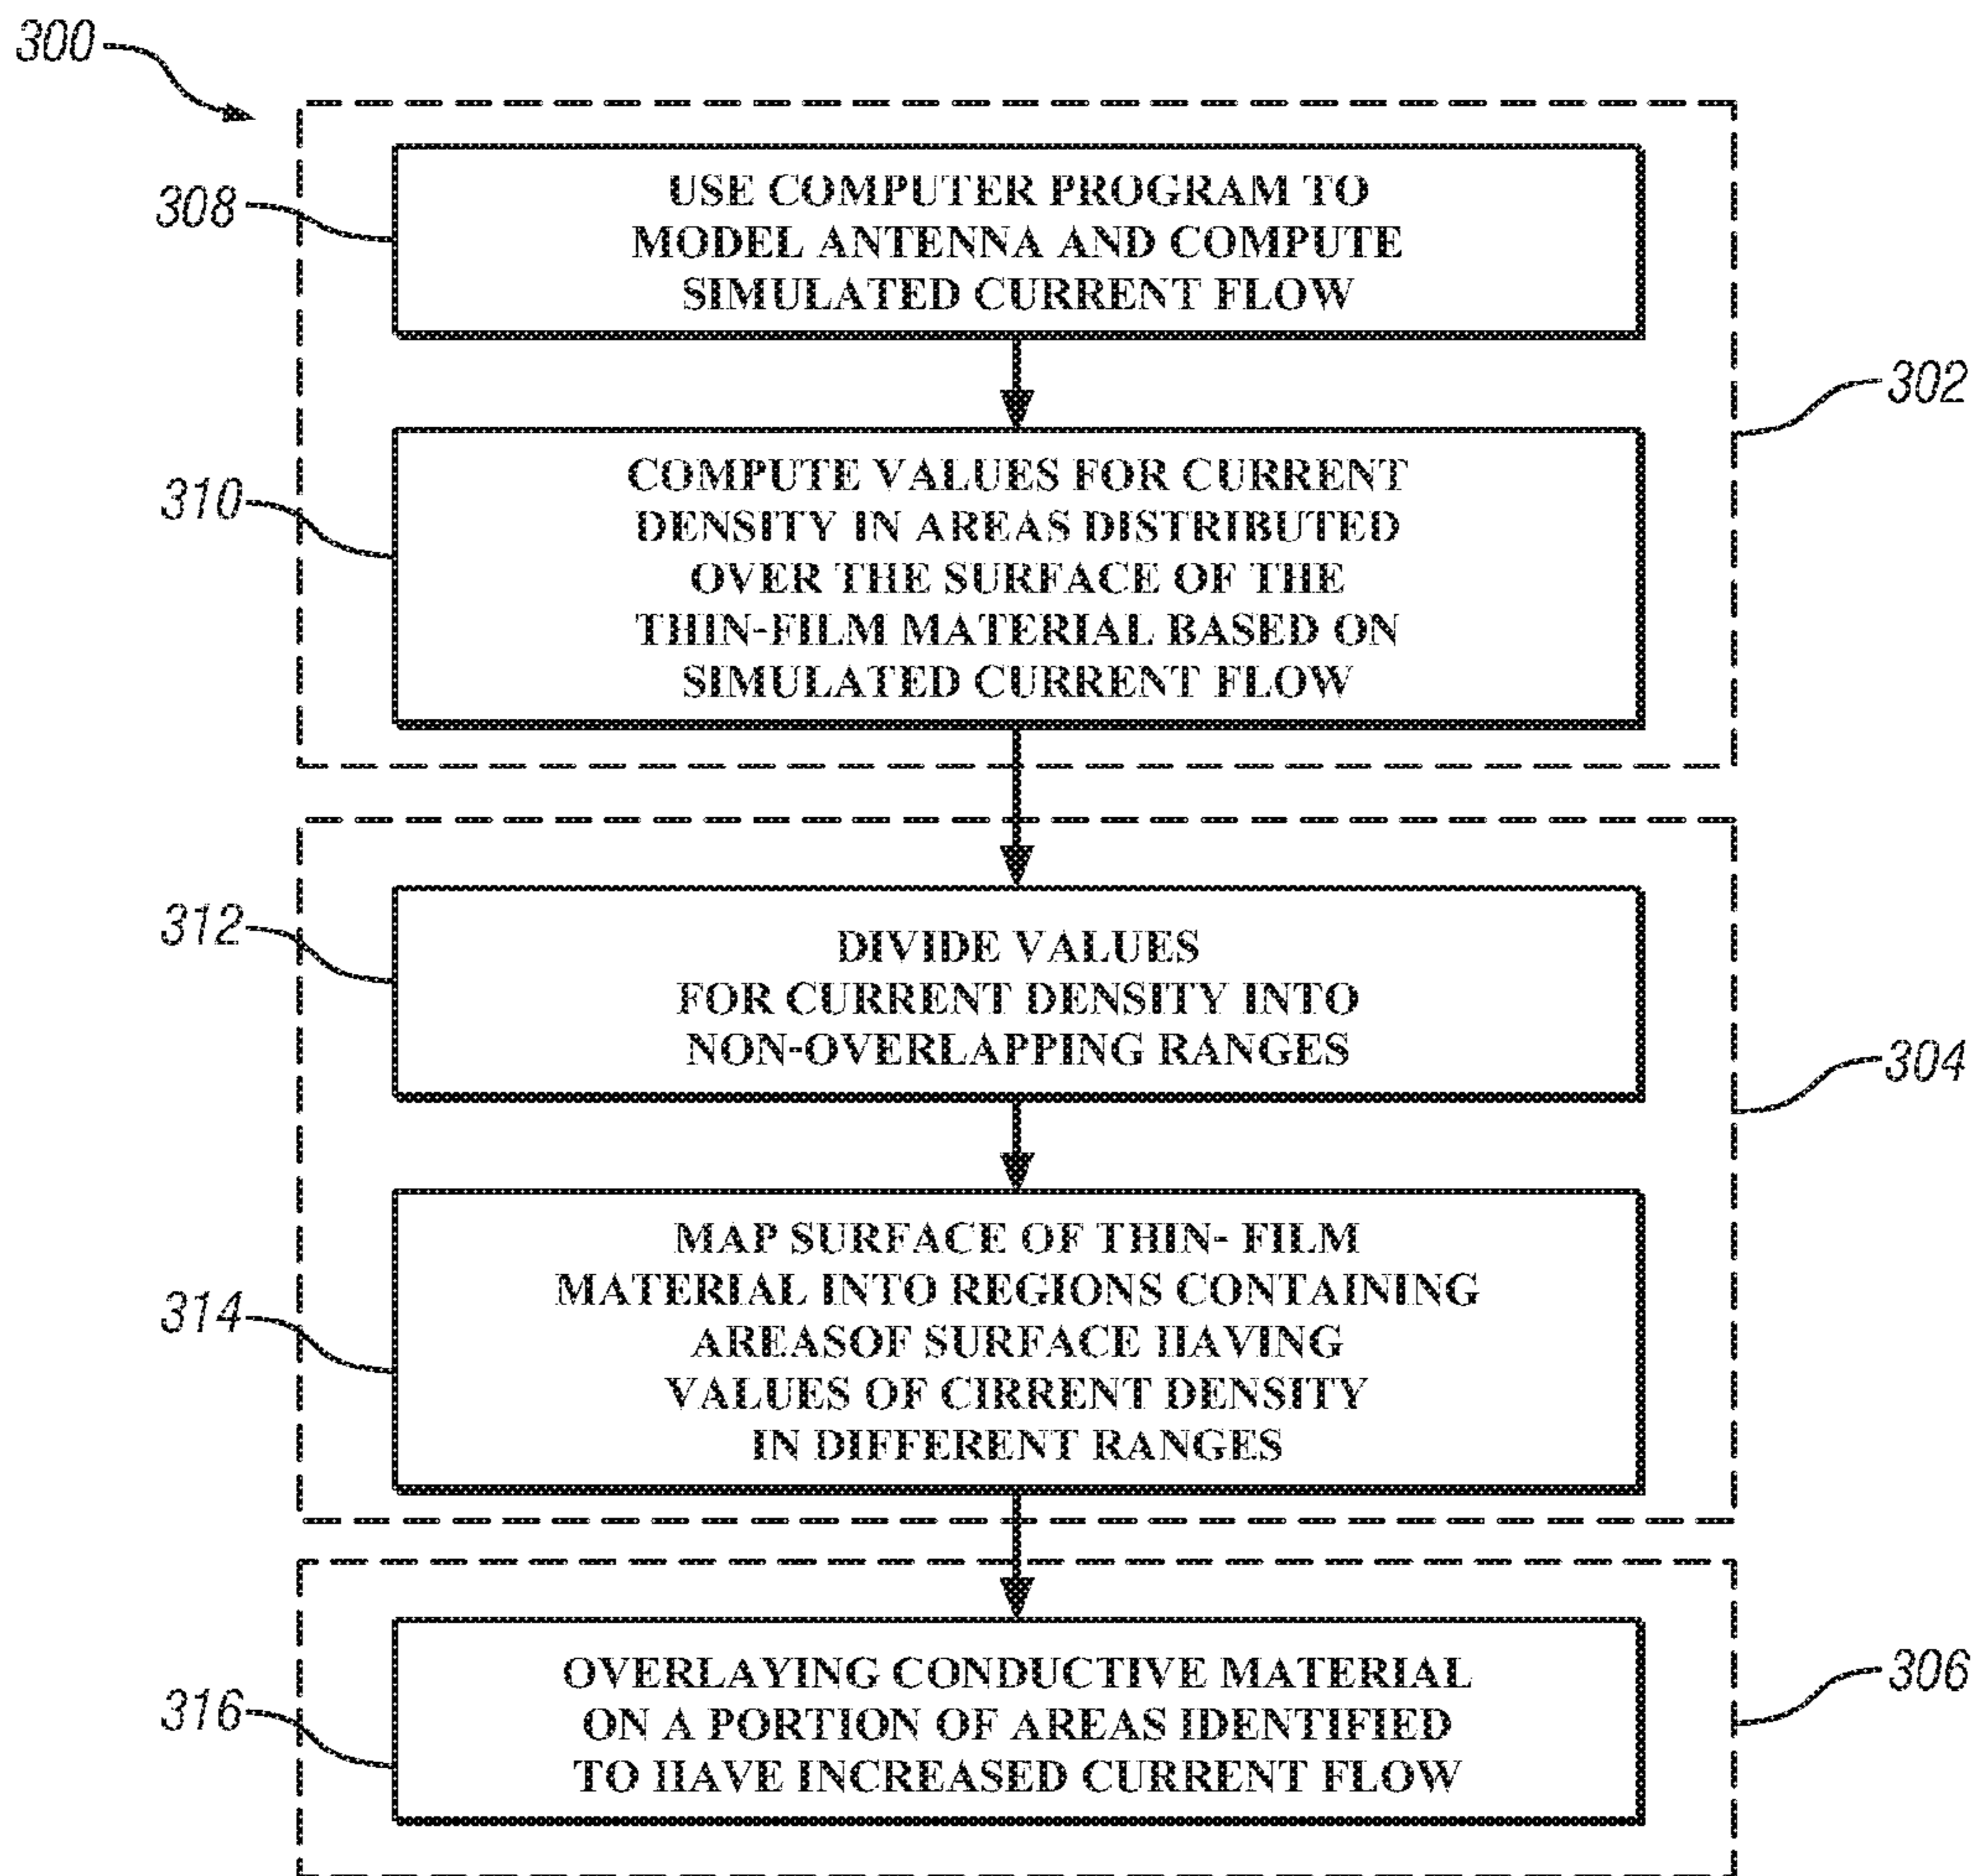 300
308
USE COMPUTER PROGRAM TO
MODEL ANTENNA AND COMPUTE
SIMULATED CURRENT FLOW
302
310
COMPUTE VALUES FOR CURRENT
DENSITY IN AREAS DISTRIBUTED
OVER THE SURFACE OF THE
THIN-FILM MATERIAL BASED ON
SIMULATED CURRENT FLOW
312
DIVIDE VALUES
FOR CURRENT DENSITY INTO
NON-OVERLAPPING RANGES
304
314
MAP SURFACE OF THIN- FILM
MATERIAL INTO REGIONS CONTAINING
AREASOF SURFACE HAVING
VALUES OF CIRRENT DENSITY
IN DIFFERENT RANGES
316
OVERLAYING CONDUCTIVE MATERIAL
ON A PORTION OF AREAS IDENTIFIED
TO HAVE INCREASED CURRENT FLOW
306